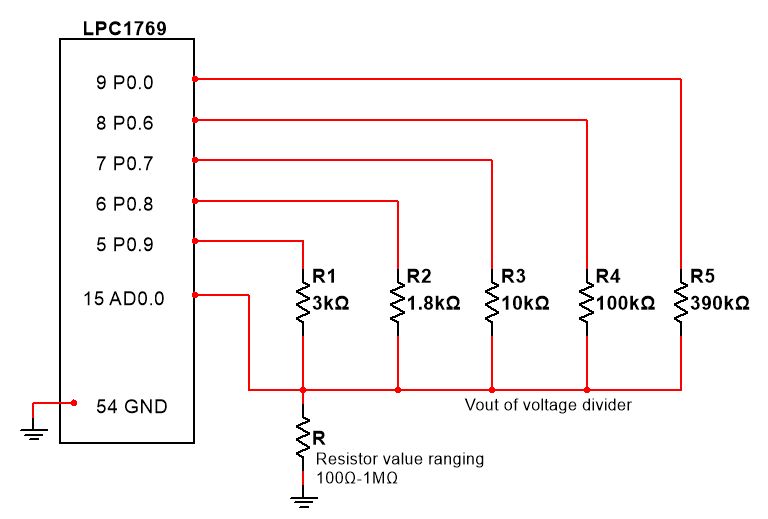 LPC1769
9 P0.0
8 P0.6
7 P0.7
6 P0.8
5 P0.9
15 AD0.0
54 GND
R1
3kΩ
R2
1.8kΩ
R3
10kΩ
R4
100kΩ
R5
390kΩ
Vout of voltage divider
R
Resistor value ranging
100Ω-1MΩ